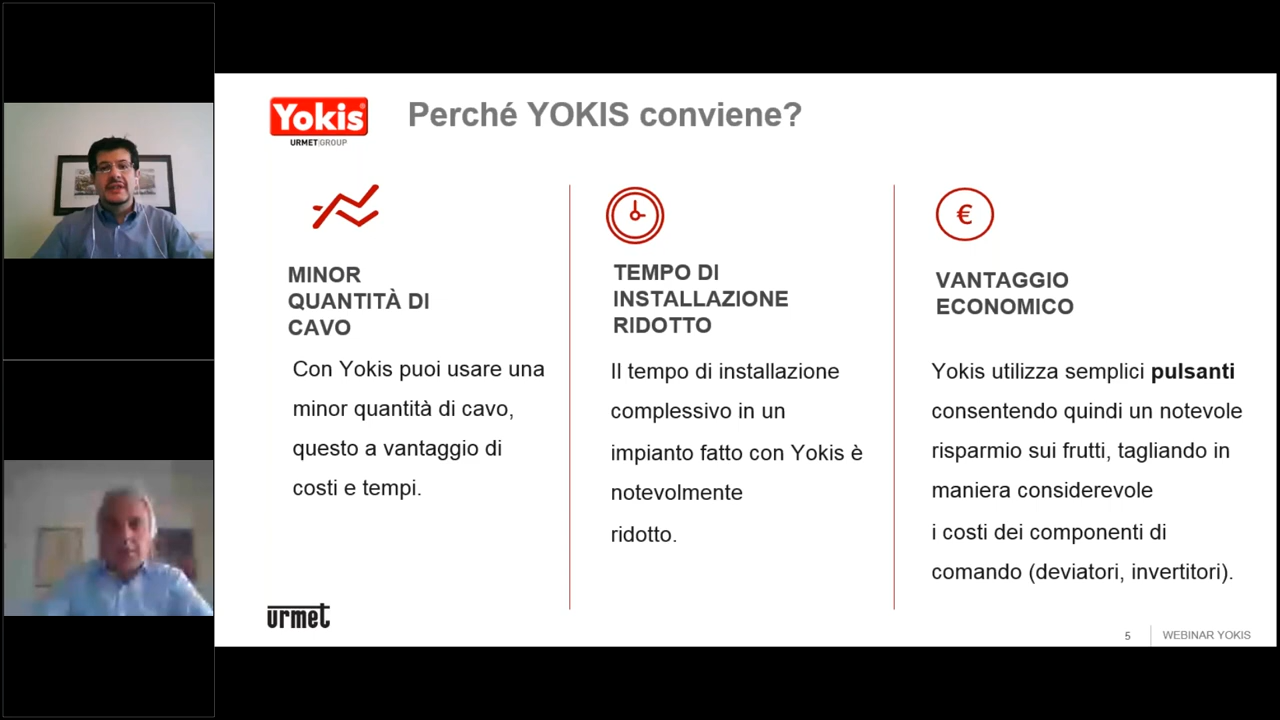 Yokis
URMET GROUP
Perché YOKIS conviene?
MINOR
QUANTITÀ DI
CAVO
Con Yokis puoi usare una
minor quantità di cavo,
questo a vantaggio di
costi e tempi.
TEMPO DI
INSTALLAZIONE
RIDOTTO
Il tempo di installazione
complessivo in un
impianto fatto con Yokis è
notevolmente
ridotto.
€
VANTAGGIO
ECONOMICO
Yokis utilizza semplici pulsanti
consentendo quindi un notevole
risparmio sui frutti, tagliando in
maniera considerevole
i costi dei componenti di
comando (deviatori, invertitori).
urmet
5
WEBINAR YOKIS